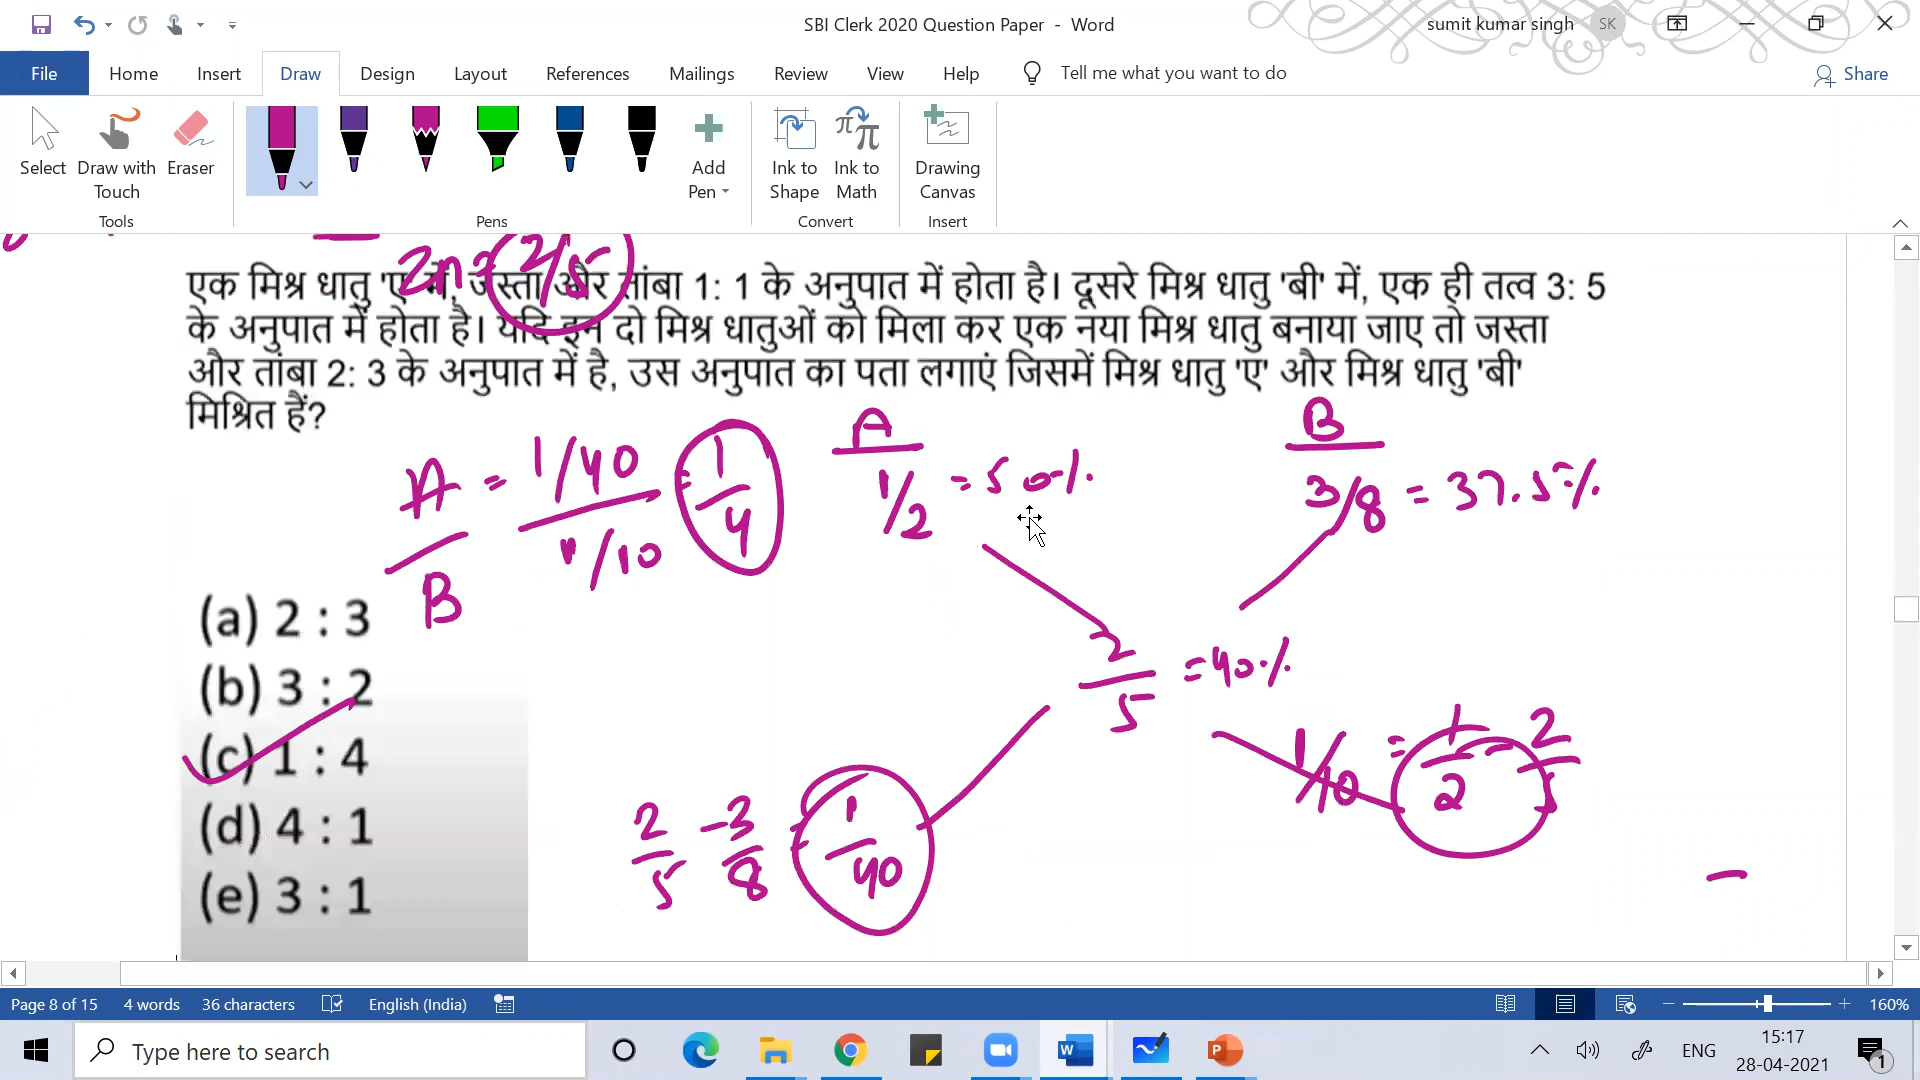 SBI Clerk 2020 Question Paper - Word
sumit kumar singh
SK
File Home Insert Draw Design Layout References Mailings Review View Help Tell me what you want to do Share
Select
Draw with Touch
Eraser
Add Pen
Ink to Shape
Ink to Math
Drawing Canvas
Tools Pens Convert Insert
2n = 2/5
एक मिश्र धातु 'ए' में, जस्ता और तांबा 1: 1 के अनुपात में होता है। दूसरे मिश्र धातु 'बी' में, एक ही तत्व 3: 5
के अनुपात में होता है। यदि इन दो मिश्र धातुओं को मिला कर एक नया मिश्र धातु बनाया जाए तो जस्ता
और तांबा 2: 3 के अनुपात में है, उस अनुपात का पता लगाएं जिसमें मिश्र धातु 'ए' और मिश्र धातु 'बी'
मिश्रित हैं?
A/B = 1/40 / 1/10 = 1/4
A
1/2 = 50%
B
3/8 = 37.5%
2/5 = 40%
1/10 = 1/2 - 2/5
2/5 - 3/8 = 1/40
(a) 2 : 3
(b) 3 : 2
(c) 1 : 4
(d) 4 : 1
(e) 3 : 1
Page 8 of 15 4 words 36 characters English (India) 160%
Type here to search
ENG
15:17
28-04-2021
1